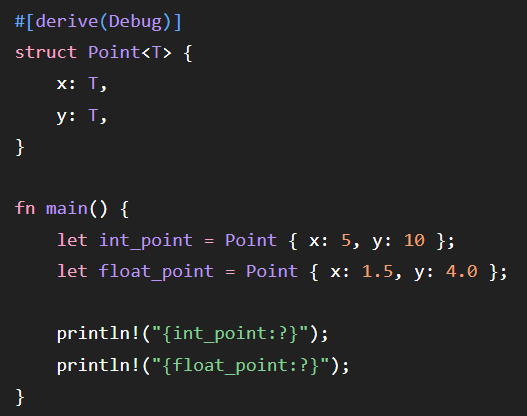 #[derive(Debug)]
struct Point<T> {
    x: T,
    y: T,
}

fn main() {
    let int_point = Point { x: 5, y: 10 };
    let float_point = Point { x: 1.5, y: 4.0 };

    println!("{int_point:?}");
    println!("{float_point:?}");
}